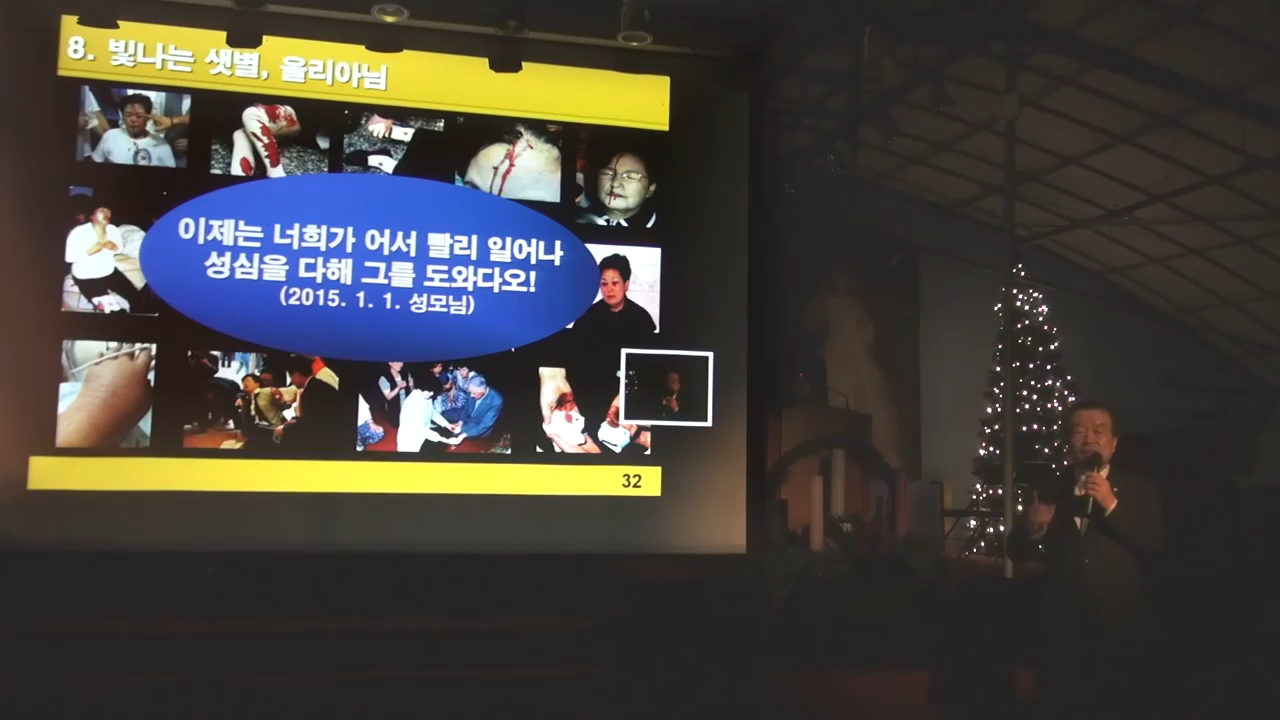 8. 빛나는 샛별, 율리아님
이제는 너희가 어서 빨리 일어나
성심을 다해 그를 도와다오!
(2015. 1. 1. 성모님)
32